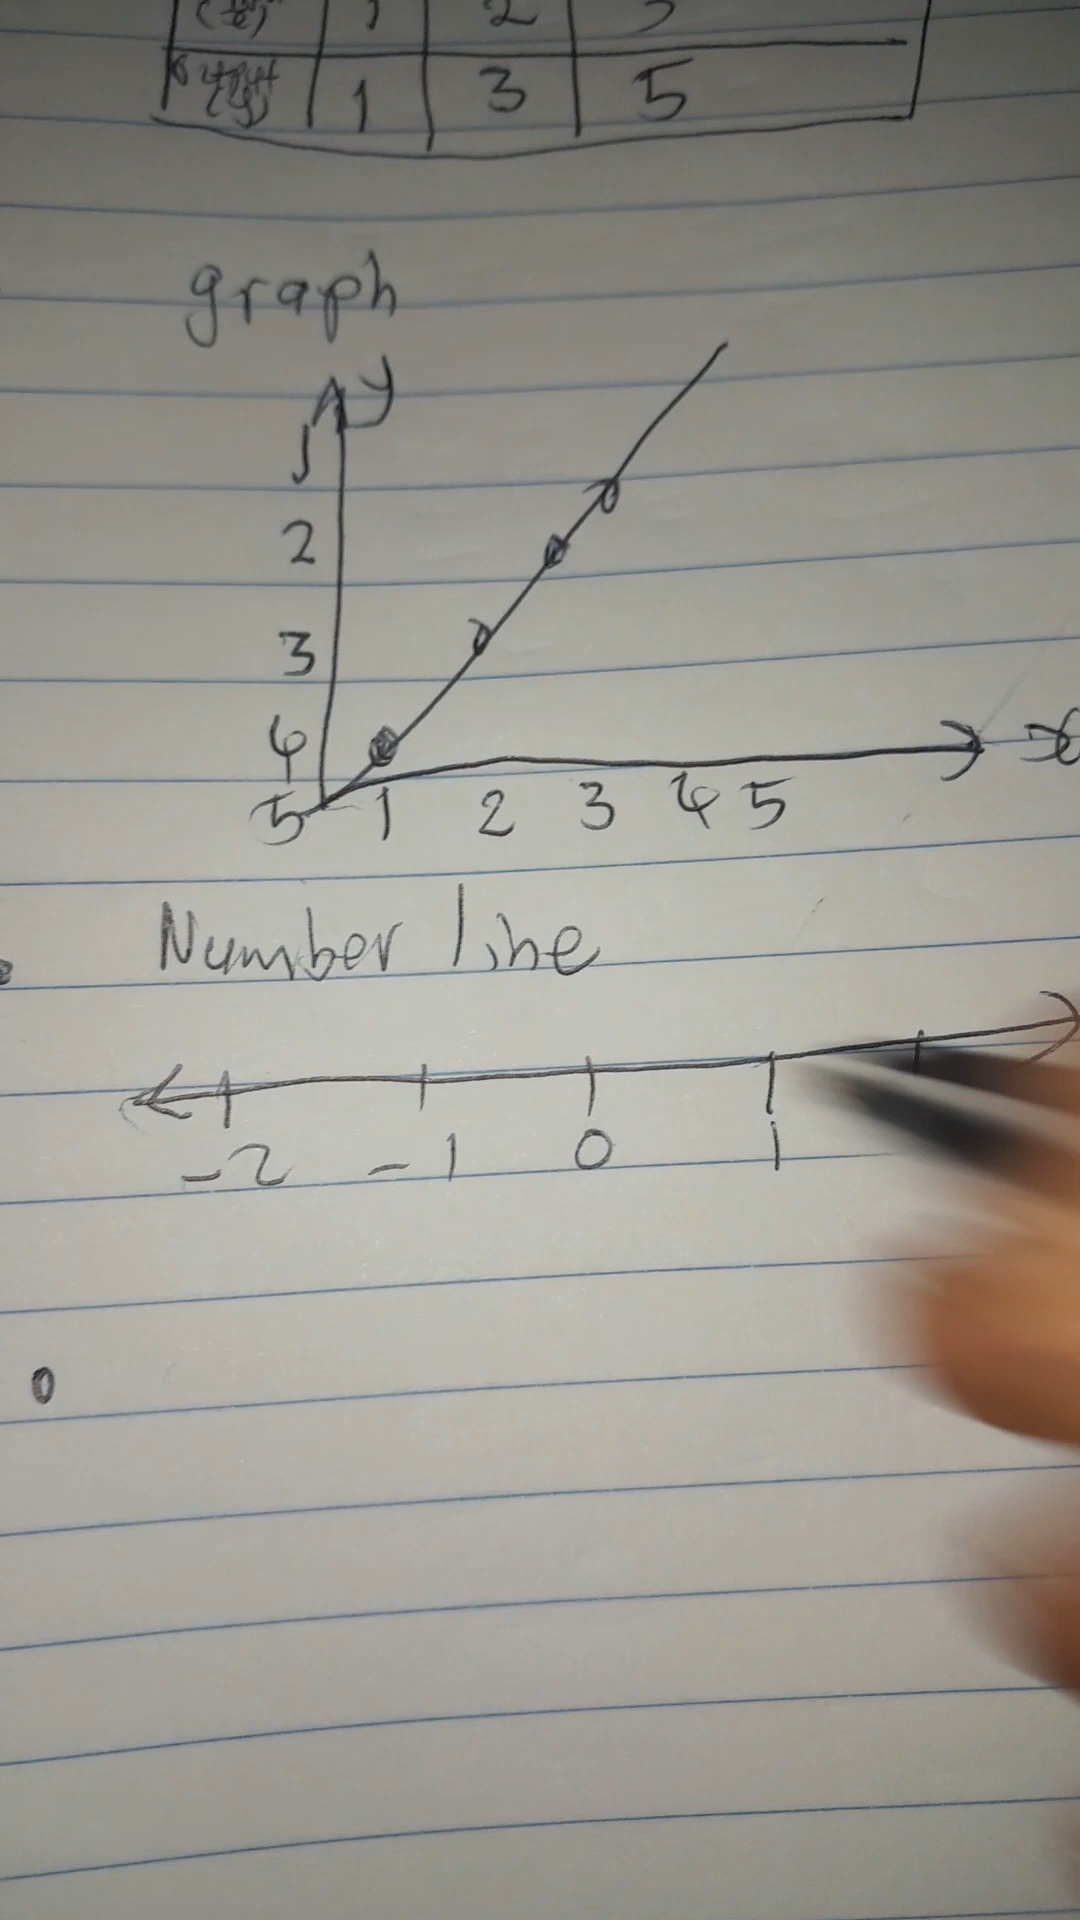 1 2 3
output (y) 1 3 5
graph
y
1
2
3
4
5 1 2 3 4 5 x
Number line
-2 -1 0 1